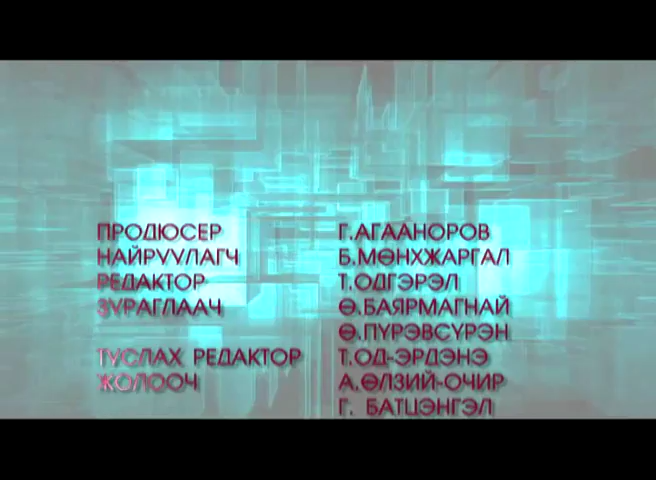 ПРОДЮСЕР Г.АГААНОРОВ
НАЙРУУЛАГЧ Б.МӨНХЖАРГАЛ
РЕДАКТОР Т.ОДГЭРЭЛ
ЗУРАГЛААЧ Ө.БАЯРМАГНАЙ
Ө.ПҮРЭВСҮРЭН
ТУСЛАХ РЕДАКТОР Т.ОД-ЭРДЭНЭ
ЖОЛООЧ А.ӨЛЗИЙ-ОЧИР
Г. БАТЦЭНГЭЛ